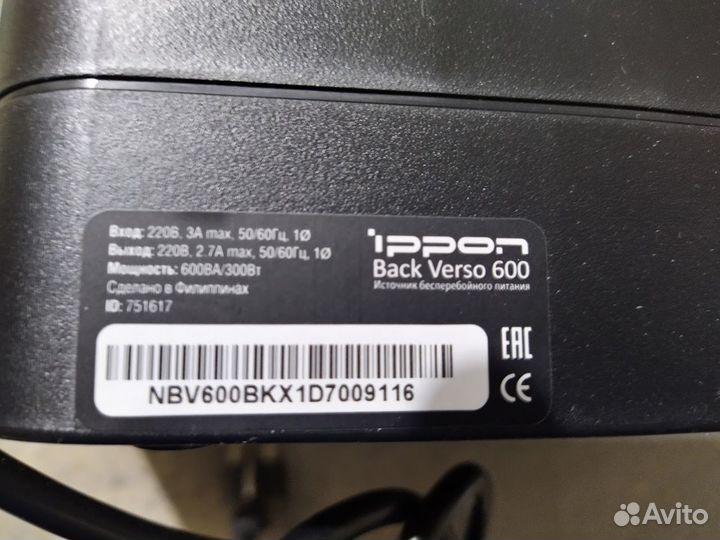 Вход: 220В, 3А max, 50/60Гц, 1Ø
Выход: 220В, 2.7А max, 50/60Гц, 1Ø
Мощность: 600ВА/300Вт
Сделано в Филиппинах
ID: 751617
ippon
Back Verso 600
Источник бесперебойного питания
EAC
CE
NBV600BKX1D7009116
Avito